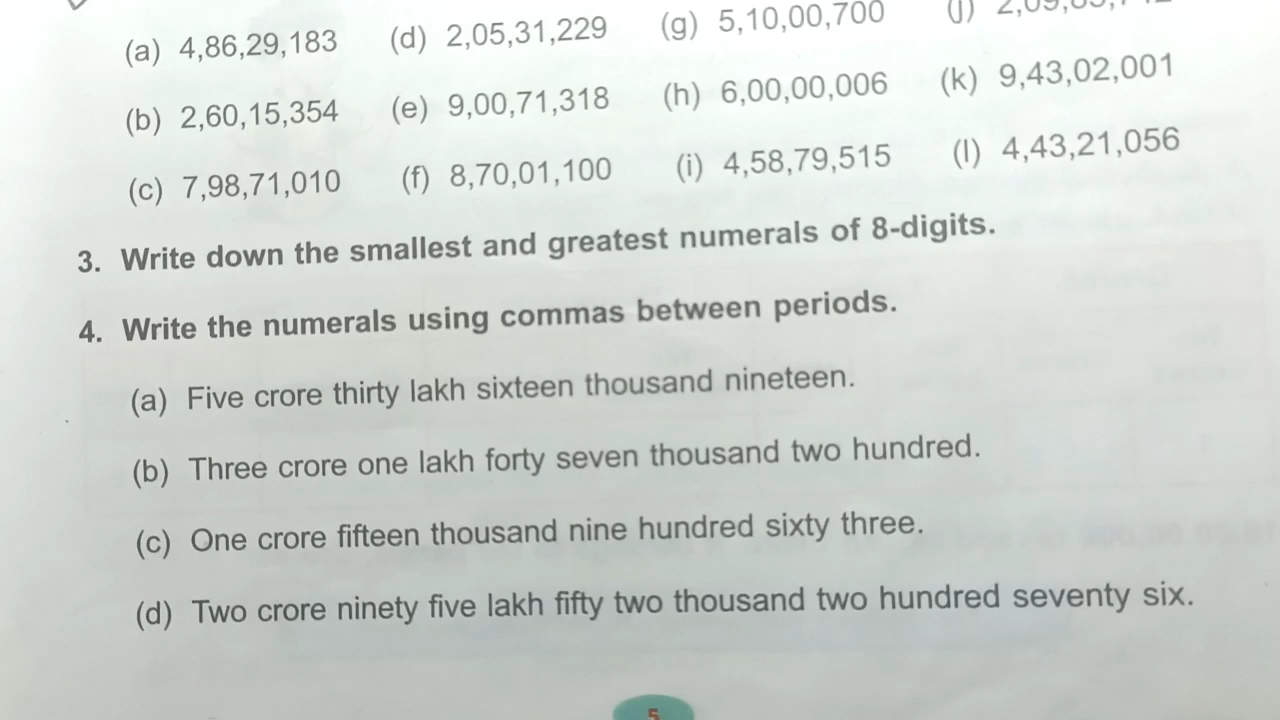 (a) 4,86,29,183 (d) 2,05,31,229 (g) 5,10,00,700 (j)
(b) 2,60,15,354 (e) 9,00,71,318 (h) 6,00,00,006 (k) 9,43,02,001
(c) 7,98,71,010 (f) 8,70,01,100 (i) 4,58,79,515 (l) 4,43,21,056
3. Write down the smallest and greatest numerals of 8-digits.
4. Write the numerals using commas between periods.
(a) Five crore thirty lakh sixteen thousand nineteen.
(b) Three crore one lakh forty seven thousand two hundred.
(c) One crore fifteen thousand nine hundred sixty three.
(d) Two crore ninety five lakh fifty two thousand two hundred seventy six.
5